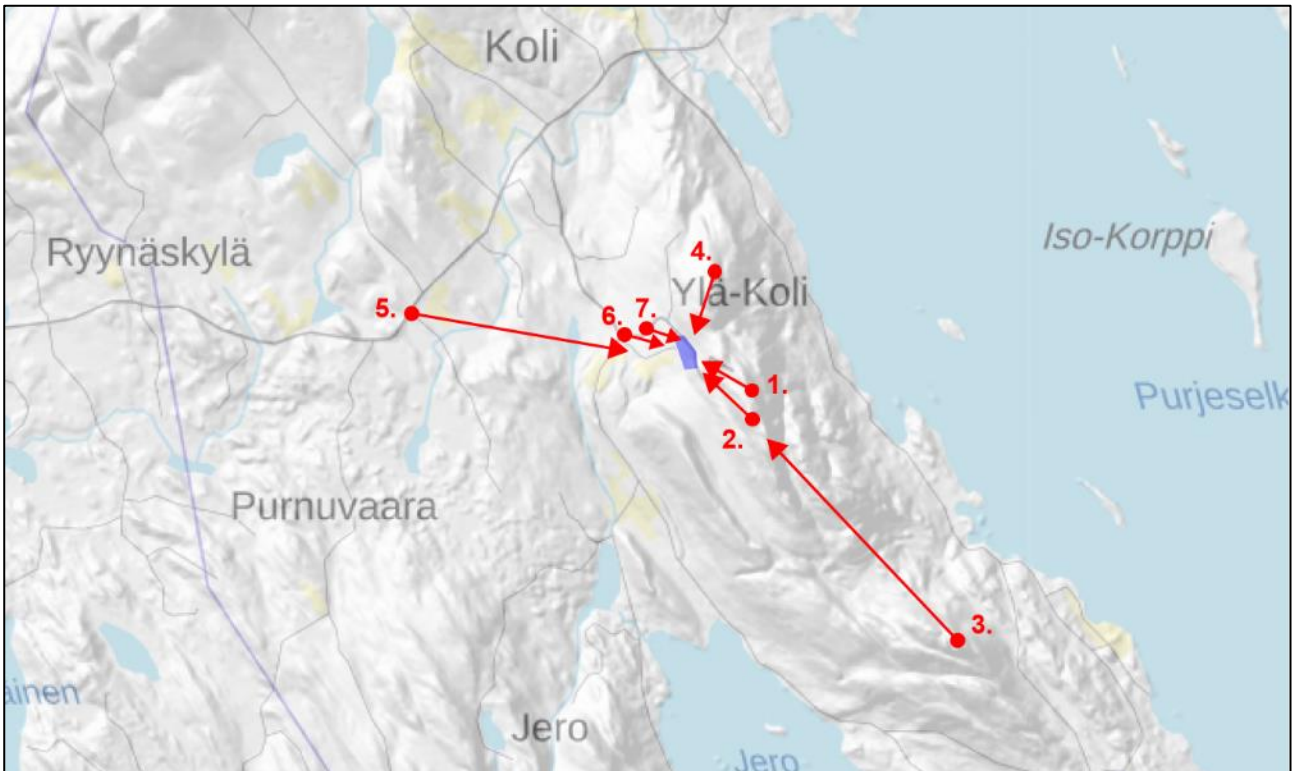 Koli
Ryynäskylä
Iso-Korppi
4.
Ylä-Koli
5.
6.
7.
1.
Purjeselk
2.
Purnuvaara
3.
ainen
Jero
Jero